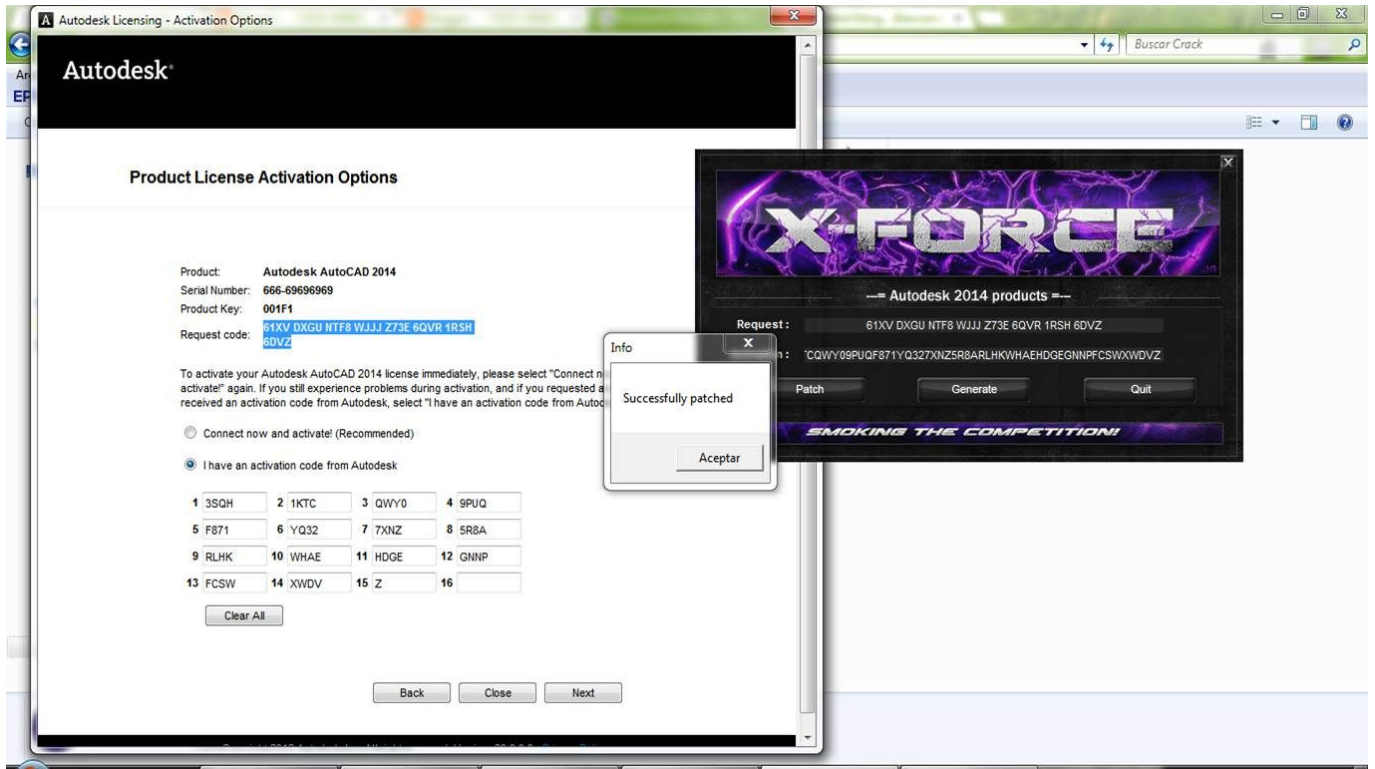 Autodesk Licensing - Activation Options
Buscar Crack
Autodesk
Product License Activation Options
Product: Autodesk AutoCAD 2014
Serial Number: 666-69696969
Product Key: 001F1
Request code: 61XV DXGU NTF8 WJJJ Z73E 6QVR 1RSH
6DVZ
To activate your Autodesk AutoCAD 2014 license immediately, please select "Connect
activate!" again. If you still experience problems during activation, and if you requested
received an activation code from Autodesk, select "I have an activation code from
Connect now and activate! (Recommended)
I have an activation code from Autodesk
1 3SQH 2 1KTC 3 QWY0 4 9PUQ
5 F871 6 YQ32 7 7XNZ 8 5R8A
9 RLHK 10 WHAE 11 HDGE 12 GNNP
13 FCSW 14 XWDV 15 Z 16
Clear All
Back Close Next
X-FORCE
---= Autodesk 2014 products =---
Request: 61XV DXGU NTF8 WJJJ Z73E 6QVR 1RSH 6DVZ
TCQWY09PUQF871YQ327XNZ5R8ARLHKWHAEHDGEGNNPFCSWXWDVZ
Patch Generate Quit
SMOKING THE COMPETITION!
Info
Successfully patched
Aceptar